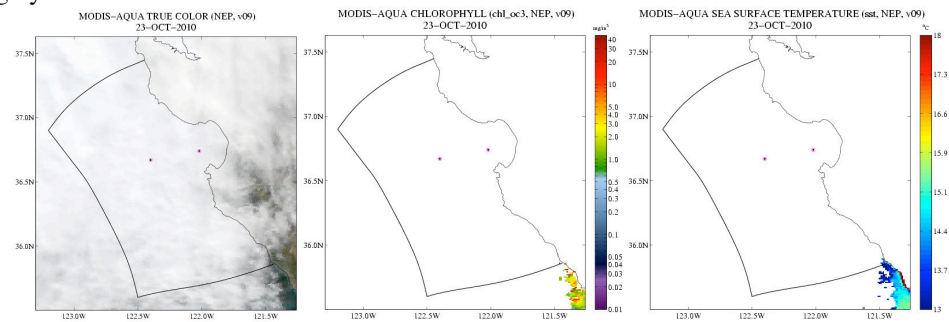 MODIS-AQUA TRUE COLOR (NEP, v09)
23-OCT-2010
37.5N
37.0N
36.5N
36.0N
123.0W
122.5W
122.0W
121.5W
MODIS-AQUA CHLOROPHYLL (chl_oc3, NEP, v09)
23-OCT-2010
37.5N
37.0N
36.5N
36.0N
123.0W
122.5W
122.0W
121.5W
mg/m³
40
30
20
10
5.0
4.0
3.0
2.0
1.0
0.5
0.4
0.3
0.2
0.1
0.05
0.04
0.03
0.02
0.01
MODIS-AQUA SEA SURFACE TEMPERATURE (sst, NEP, v09)
23-OCT-2010
37.5N
37.0N
36.5N
36.0N
123.0W
122.5W
122.0W
121.5W
°C
18
17.3
16.6
15.9
15.1
14.4
13.7
13